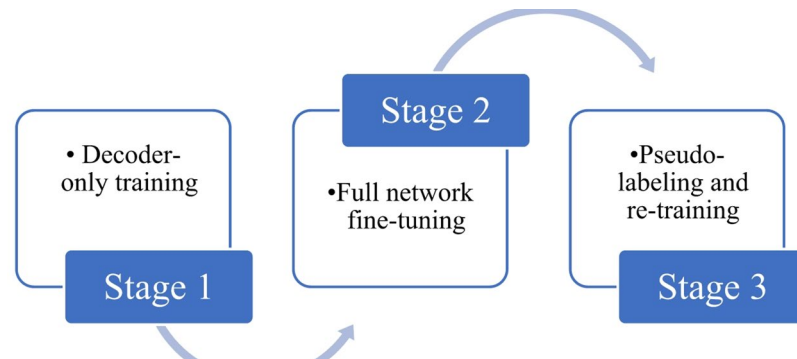 • Decoder-
only training
Stage 1
Stage 2
•Full network
fine-tuning
•Pseudo-
labeling and
re-training
Stage 3